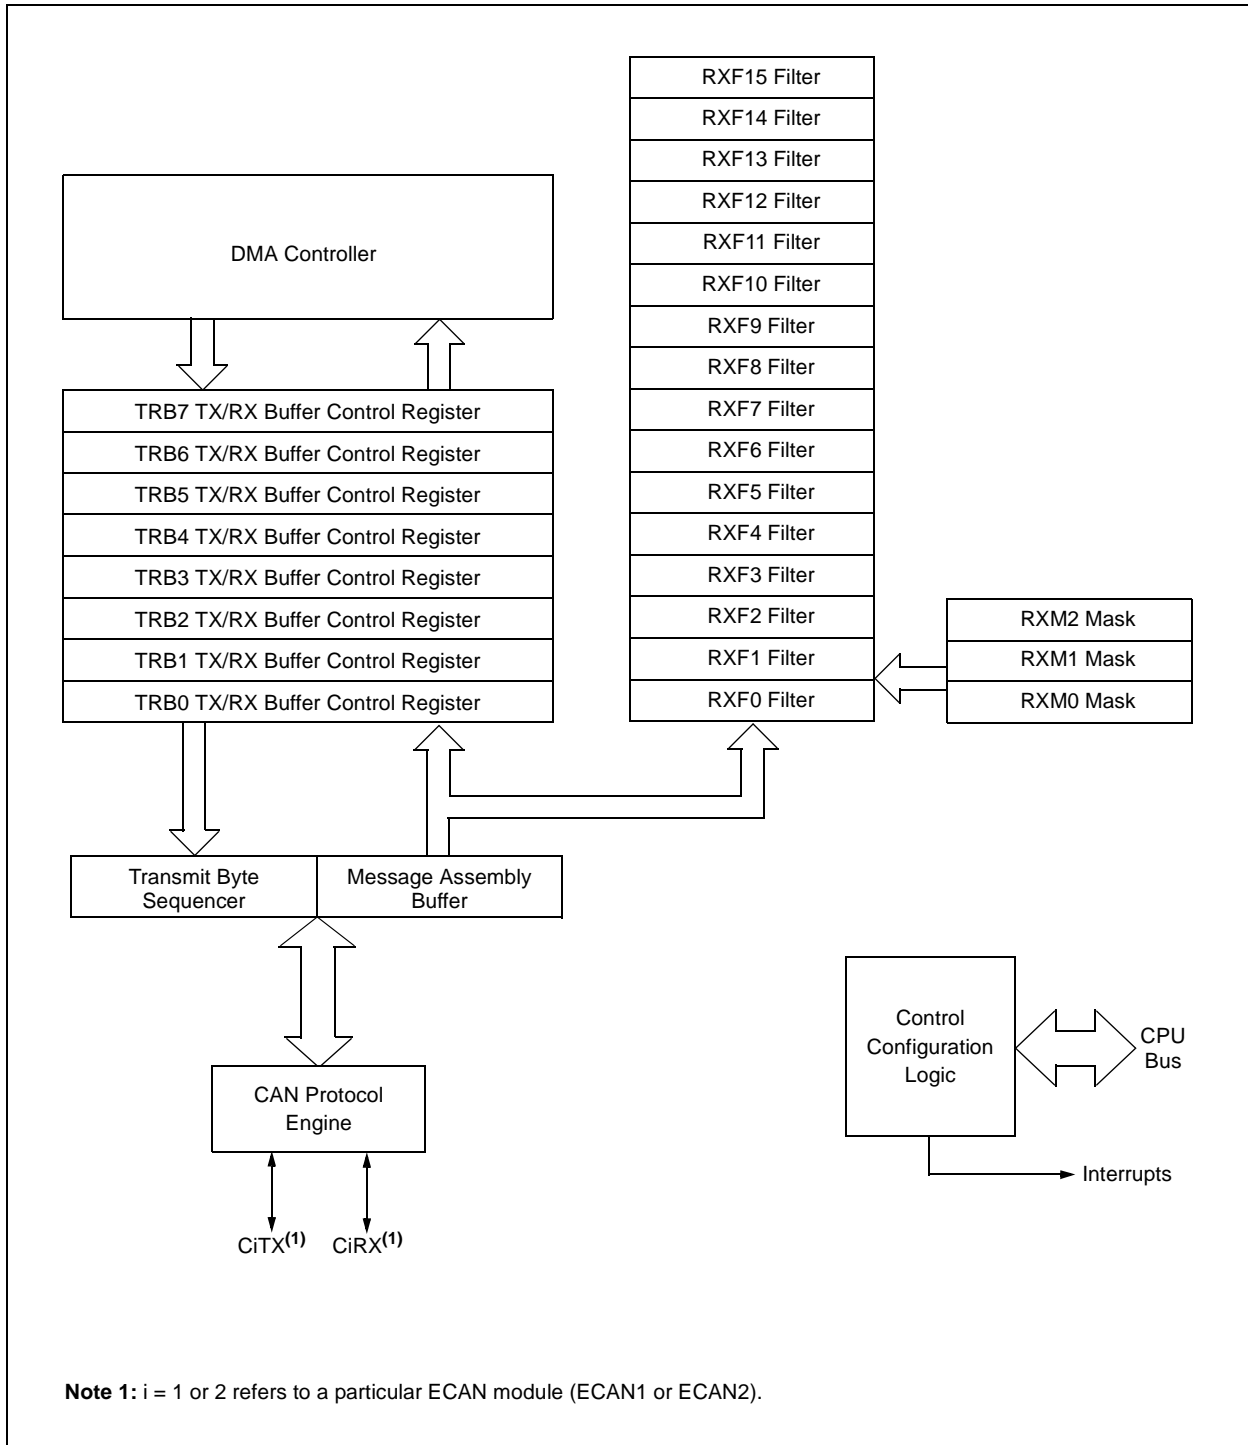 RXF15 Filter
RXF14 Filter
RXF13 Filter
RXF12 Filter
RXF11 Filter
RXF10 Filter
RXF9 Filter
RXF8 Filter
RXF7 Filter
RXF6 Filter
RXF5 Filter
RXF4 Filter
RXF3 Filter
RXF2 Filter
RXF1 Filter
RXF0 Filter
DMA Controller
TRB7 TX/RX Buffer Control Register
TRB6 TX/RX Buffer Control Register
TRB5 TX/RX Buffer Control Register
TRB4 TX/RX Buffer Control Register
TRB3 TX/RX Buffer Control Register
TRB2 TX/RX Buffer Control Register
TRB1 TX/RX Buffer Control Register
TRB0 TX/RX Buffer Control Register
RXM2 Mask
RXM1 Mask
RXM0 Mask
Transmit Byte
Sequencer
Message Assembly
Buffer
CAN Protocol
Engine
CiTX(1)
CiRX(1)
Control
Configuration
Logic
CPU
Bus
Interrupts
Note 1: i = 1 or 2 refers to a particular ECAN module (ECAN1 or ECAN2).